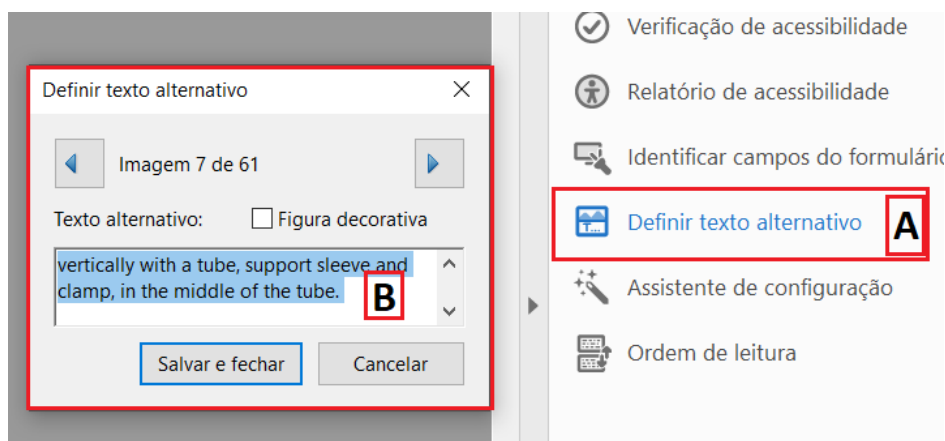 Definir texto alternativo
Imagem 7 de 61
Texto alternativo: Figura decorativa
vertically with a tube, support sleeve and
clamp, in the middle of the tube.
B
Salvar e fechar Cancelar
Verificação de acessibilidade
Relatório de acessibilidade
Identificar campos do formulário
Definir texto alternativo A
Assistente de configuração
Ordem de leitura